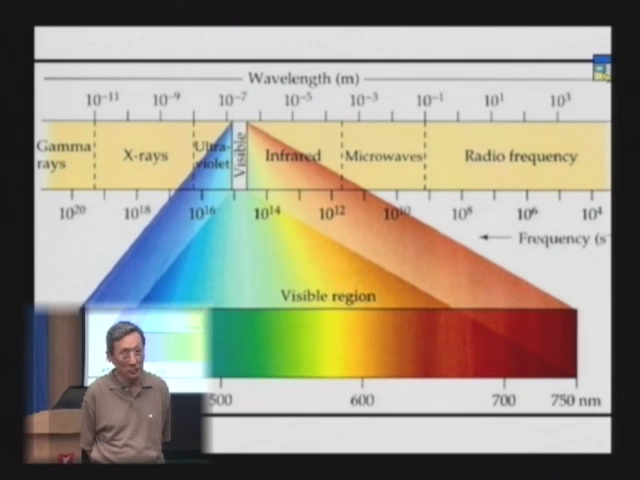 Wavelength (m)
10⁻¹¹ 10⁻⁹ 10⁻⁷ 10⁻⁵ 10⁻³ 10⁻¹ 10¹ 10³
Gamma rays
X-rays
Ultra-violet
Visible
Infrared
Microwaves
Radio frequency
10²⁰ 10¹⁸ 10¹⁶ 10¹⁴ 10¹² 10¹⁰ 10⁸ 10⁶ 10⁴
Frequency (s
Visible region
500 600 700 750 nm